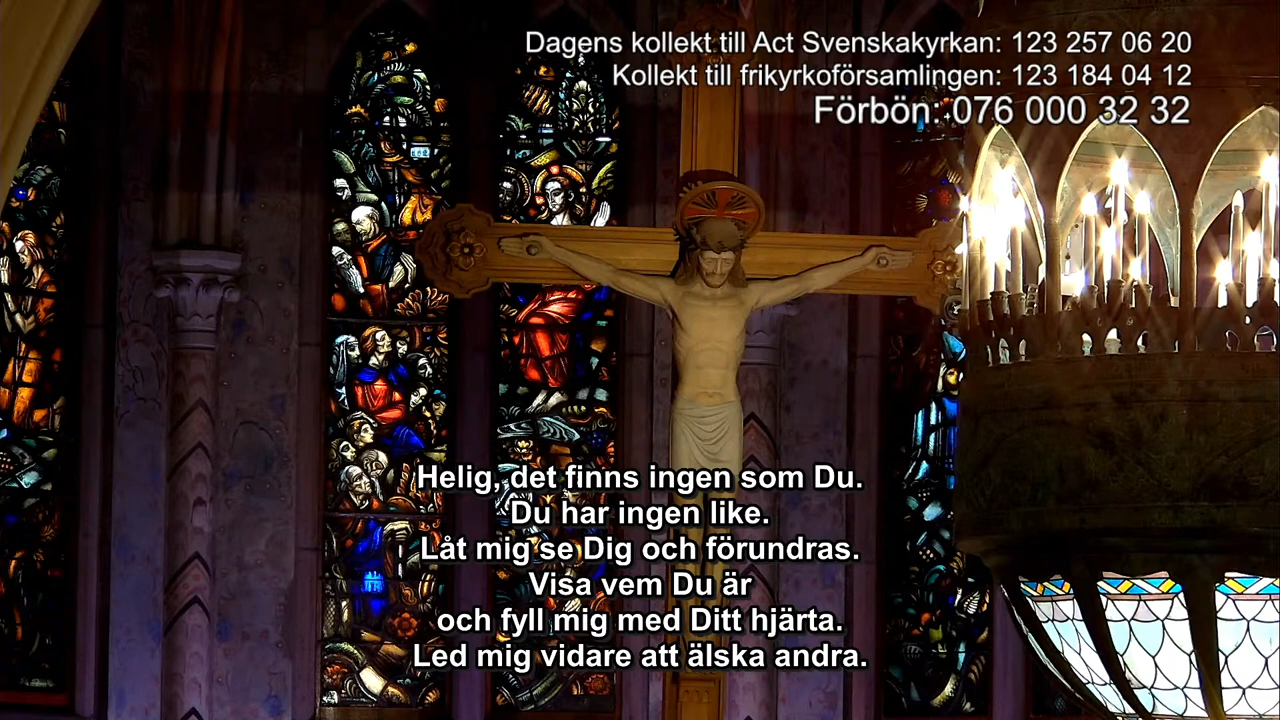 Dagens kollekt till Act Svenskakyrkan: 123 257 06 20
Kollekt till frikyrkoförsamlingen: 123 184 04 12
Förbön: 076 000 32 32
Helig, det finns ingen som Du.
Du har ingen like.
Låt mig se Dig och förundras.
Visa vem Du är
och fyll mig med Ditt hjärta.
Led mig vidare att älska andra.